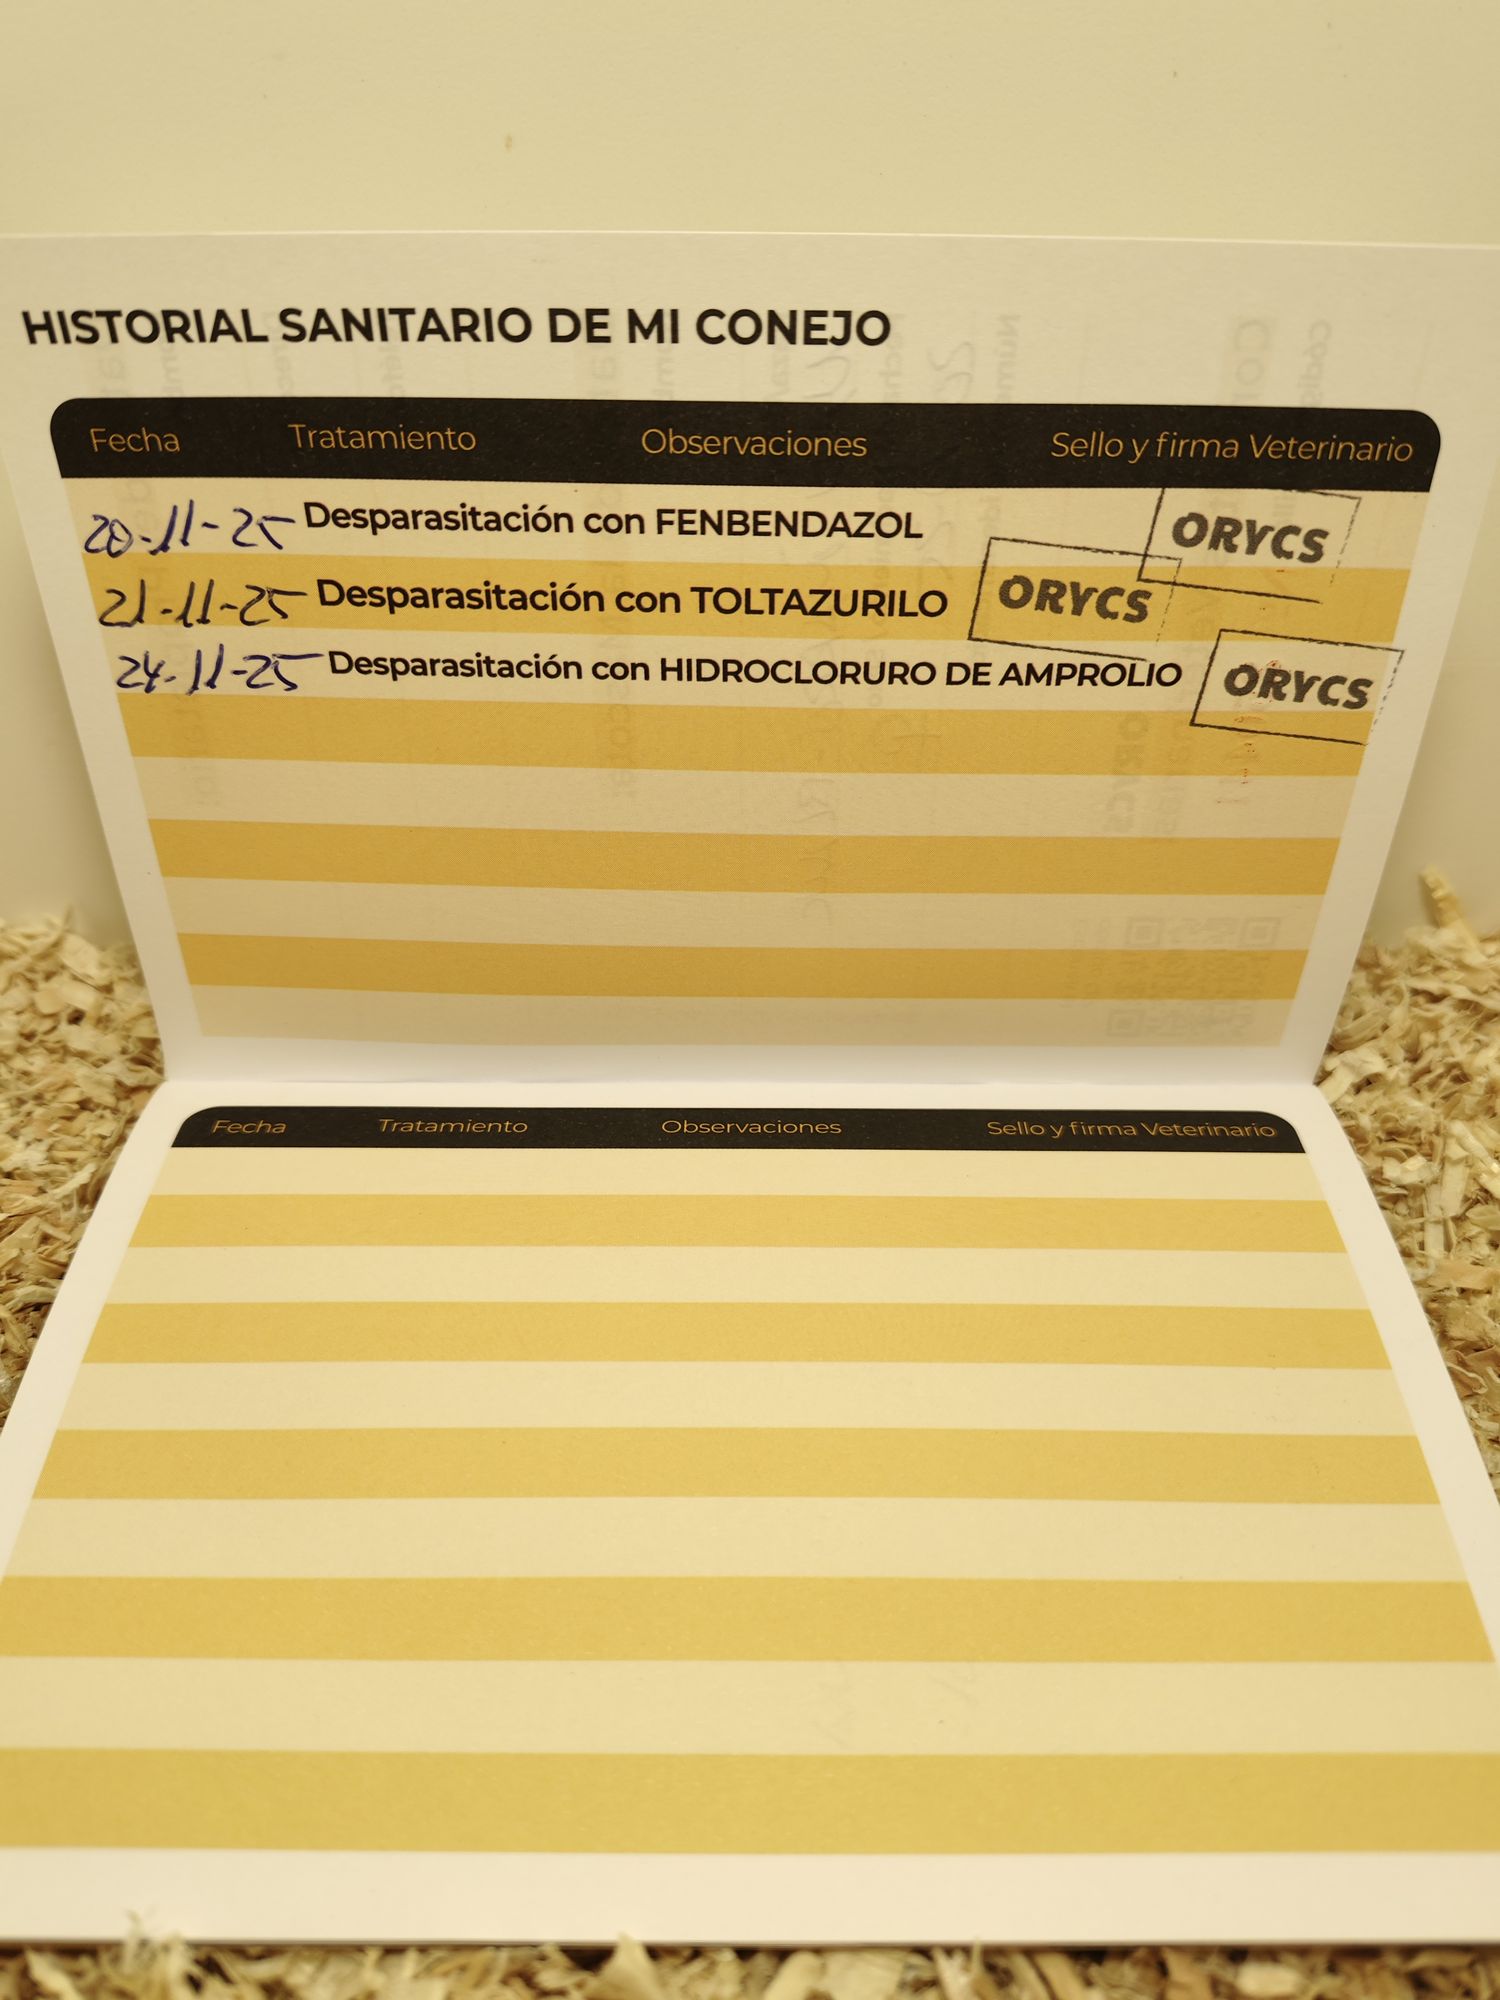 HISTORIAL SANITARIO DE MI CONEJO
Fecha Tratamiento Observaciones Sello y firma Veterinario
20-11-25 Desparasitación con FENBENDAZOL ORYCS
21-11-25 Desparasitación con TOLTAZURILO ORYCS
24-11-25 Desparasitación con HIDROCLORURO DE AMPROLIO ORYCS
Fecha Tratamiento Observaciones Sello y firma Veterinario